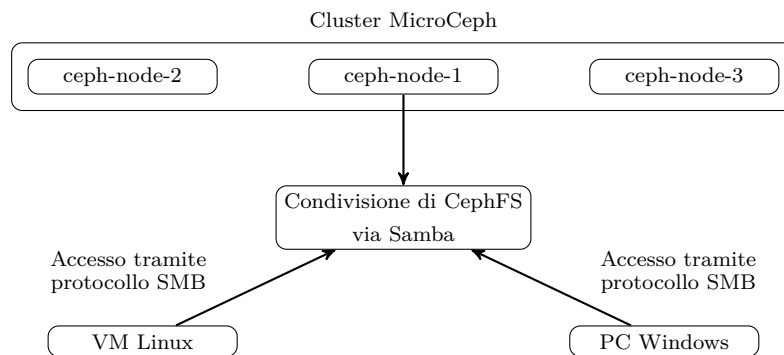 Cluster MicroCeph
ceph-node-2
ceph-node-1
ceph-node-3
Condivisione di CephFS
via Samba
Accesso tramite
protocollo SMB
Accesso tramite
protocollo SMB
VM Linux
PC Windows